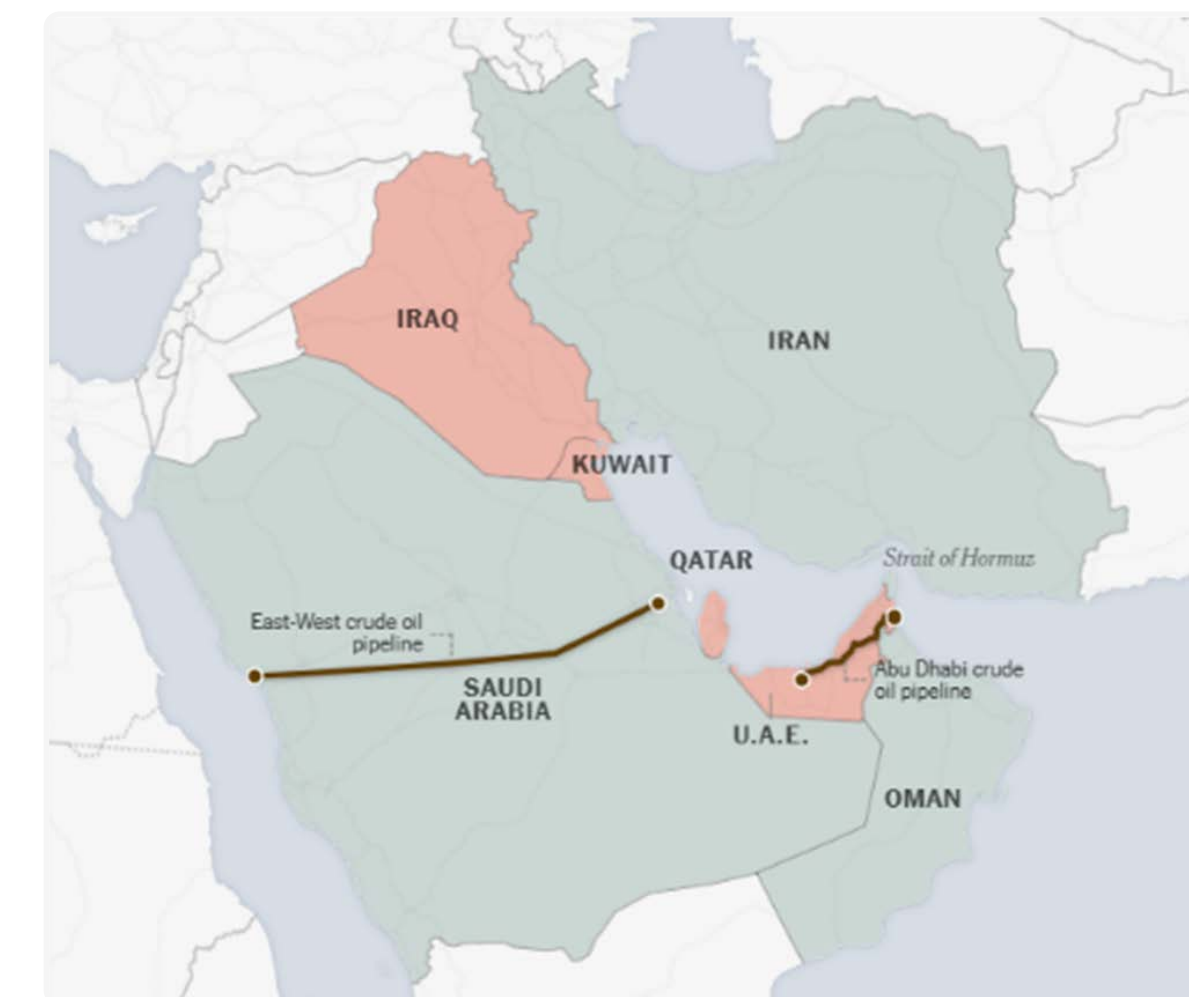 IRAQ
IRAN
KUWAIT
QATAR
Strait of Hormuz
East-West crude oil
pipeline
Abu Dhabi crude
oil pipeline
SAUDI
ARABIA
U.A.E.
OMAN